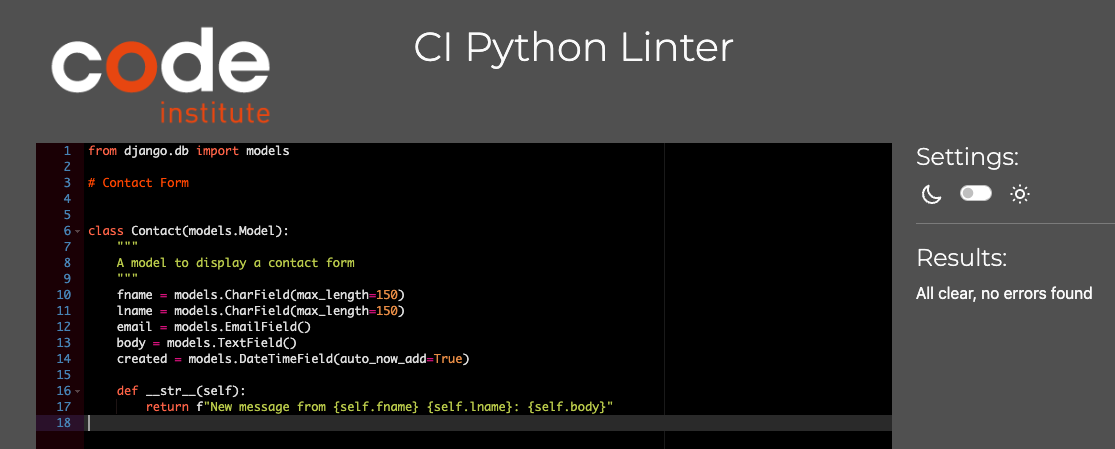 code
institute
CI Python Linter
1 from django.db import models
2
3 # Contact Form
4
5
6 class Contact(models.Model):
7     """
8     A model to display a contact form
9     """
10     fname = models.CharField(max_length=150)
11     lname = models.CharField(max_length=150)
12     email = models.EmailField()
13     body = models.TextField()
14     created = models.DateTimeField(auto_now_add=True)
15
16     def __str__(self):
17         return f"New message from {self.fname} {self.lname}: {self.body}"
18
Settings:
Results:
All clear, no errors found